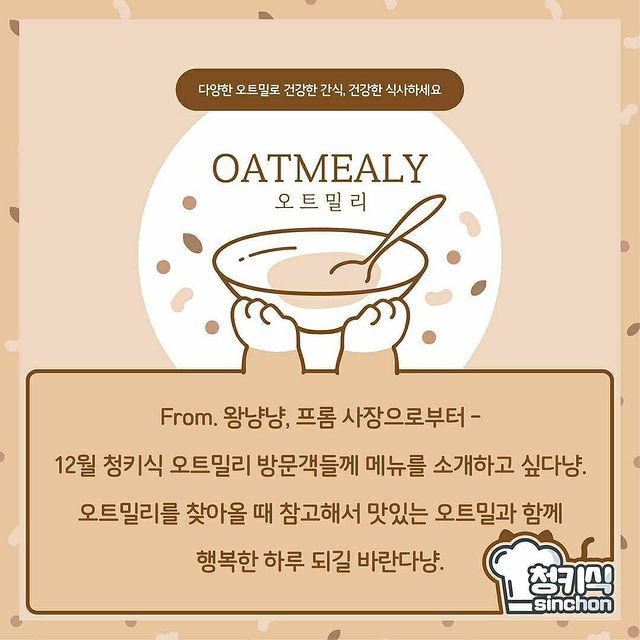 다양한 오트밀로 건강한 간식, 건강한 식사하세요
OATMEALY
오트밀리
From. 왕냥냥, 프롬 사장으로부터 -
12월 청키식 오트밀리 방문객들께 메뉴를 소개하고 싶다냥.
오트밀리를 찾아올 때 참고해서 맛있는 오트밀과 함께
행복한 하루 되길 바란다냥.
청키식
sinchon